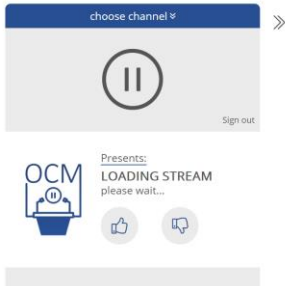 choose channel
Sign out
OCM
Presents:
LOADING STREAM
please wait...